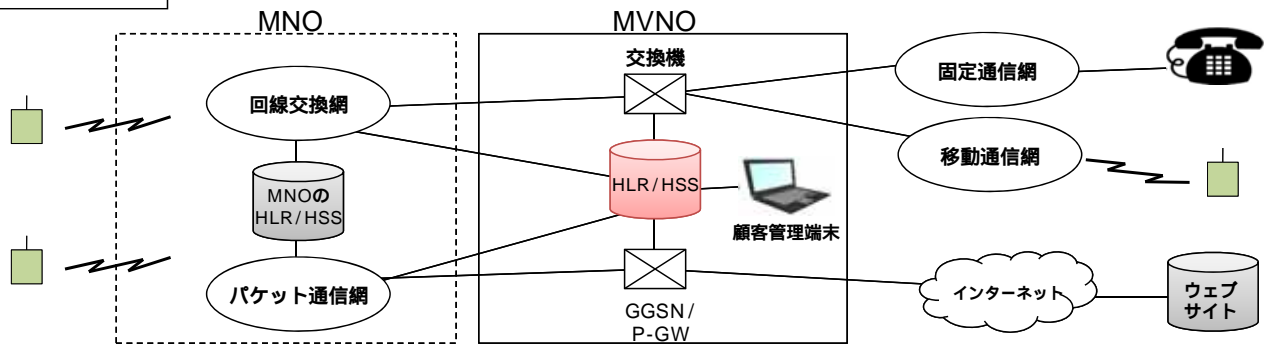 MNO
MVNO
交換機
固定通信網
回線交換網
移動通信網
MNOの
HLR/HSS
HLR/HSS
顧客管理端末
パケット通信網
GGSN/
P-GW
インターネット
ウェブ
サイト